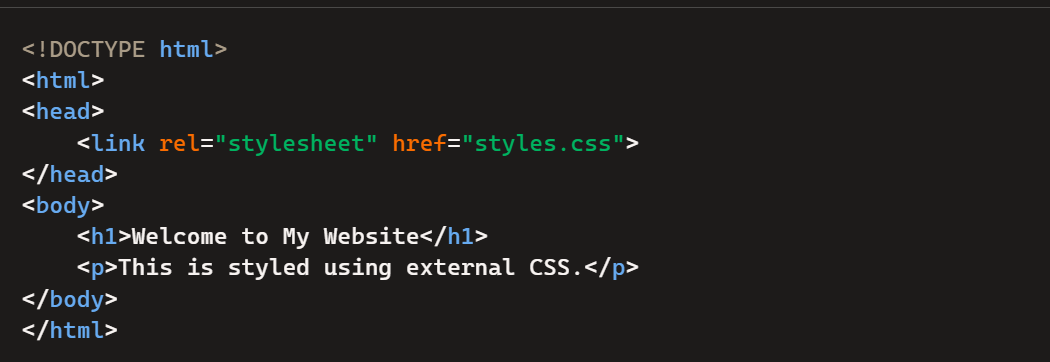 <!DOCTYPE html>
<html>
<head>
    <link rel="stylesheet" href="styles.css">
</head>
<body>
    <h1>Welcome to My Website</h1>
    <p>This is styled using external CSS.</p>
</body>
</html>